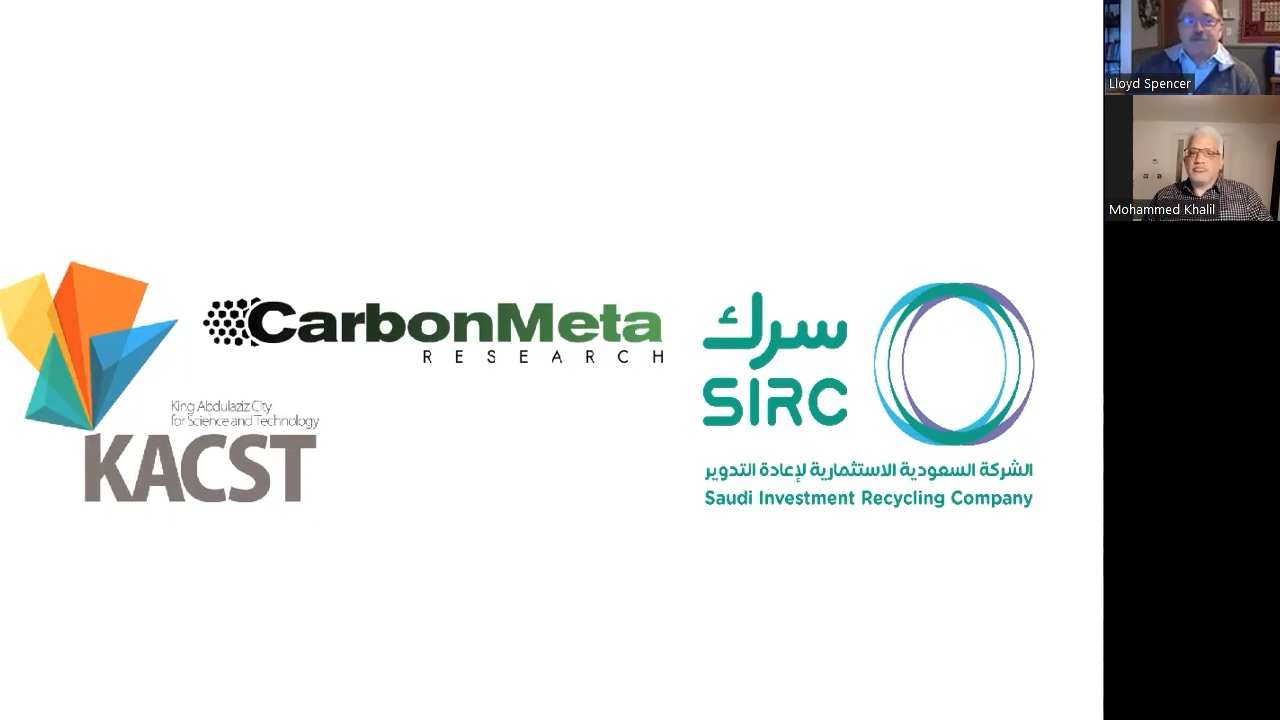 King Abdulaziz City
for Science and Technology
KACST
CarbonMeta
RESEARCH
سرك
SIRC
الشركة السعودية الاستثمارية لإعادة التدوير
Saudi Investment Recycling Company
Lloyd Spencer
Mohammed Khalil